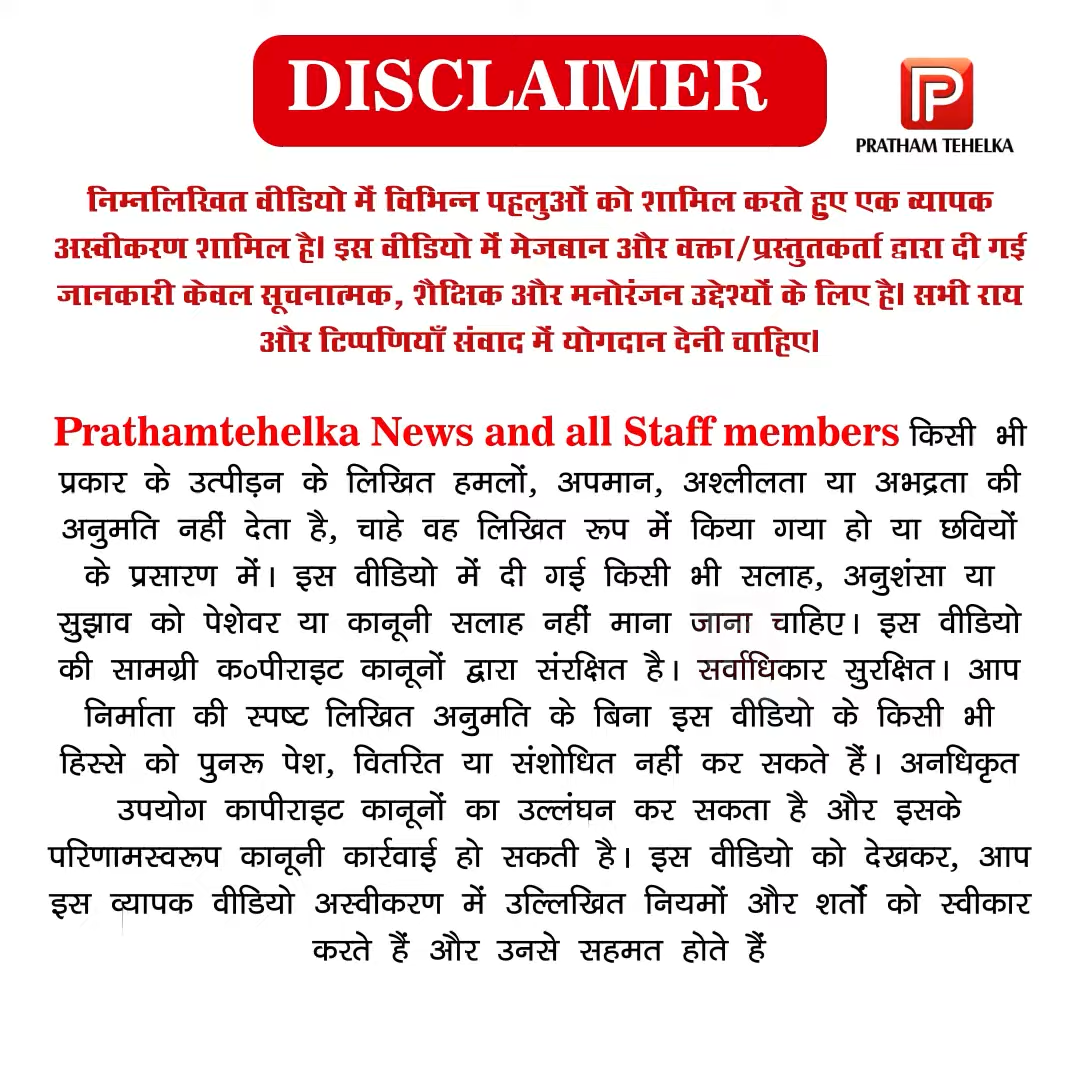 DISCLAIMER
PRATHAM TEHELKA
निम्नलिखित वीडियो में विभिन्न पहलुओं को शामिल करते हुए एक व्यापक
अस्वीकरण शामिल है। इस वीडियो में मेजबान और वक्ता/प्रस्तुतकर्ता द्वारा दी गई
जानकारी केवल सूचनात्मक, शैक्षिक और मनोरंजन उद्देश्यों के लिए है। सभी राय
और टिप्पणियाँ संवाद में योगदान देनी चाहिए।
Prathamtehelka News and all Staff members किसी भी
प्रकार के उत्पीड़न के लिखित हमलों, अपमान, अश्लीलता या अभद्रता की
अनुमति नहीं देता है, चाहे वह लिखित रूप में किया गया हो या छवियों
के प्रसारण में। इस वीडियो में दी गई किसी भी सलाह, अनुशंसा या
सुझाव को पेशेवर या कानूनी सलाह नहीं माना जाना चाहिए। इस वीडियो
की सामग्री क०पीराइट कानूनों द्वारा संरक्षित है। सर्वाधिकार सुरक्षित। आप
निर्माता की स्पष्ट लिखित अनुमति के बिना इस वीडियो के किसी भी
हिस्से को पुनरू पेश, वितरित या संशोधित नहीं कर सकते हैं। अनधिकृत
उपयोग कापीराइट कानूनों का उल्लंघन कर सकता है और इसके
परिणामस्वरूप कानूनी कार्रवाई हो सकती है। इस वीडियो को देखकर, आप
इस व्यापक वीडियो अस्वीकरण में उल्लिखित नियमों और शर्तों को स्वीकार
करते हैं और उनसे सहमत होते हैं